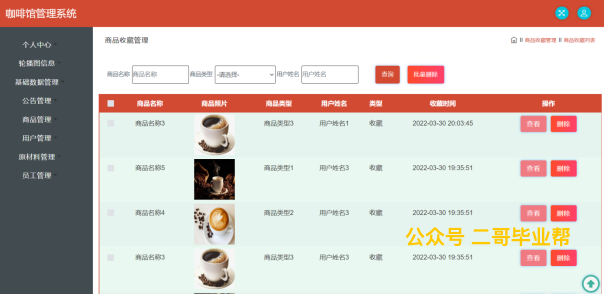 咖啡馆管理系统
个人中心
轮播图信息
基础数据管理
公告管理
商品管理
用户管理
原材料管理
员工管理
商品收藏管理
商品收藏管理 商品收藏列表
商品名称 商品名称 商品类型 -请选择- 用户姓名 用户姓名 查询 批量删除
商品名称 商品照片 商品类型 用户姓名 类型 收藏时间 操作
商品名称3 商品类型3 用户姓名1 收藏 2022-03-30 20:03:45 查看 删除
商品名称5 商品类型1 用户姓名3 收藏 2022-03-30 19:35:51 查看 删除
商品名称4 商品类型2 用户姓名3 收藏 2022-03-30 19:35:51 查看 删除
公众号 二哥毕业帮
商品名称3 商品类型3 用户姓名3 收藏 2022-03-30 19:35:51 查看 删除